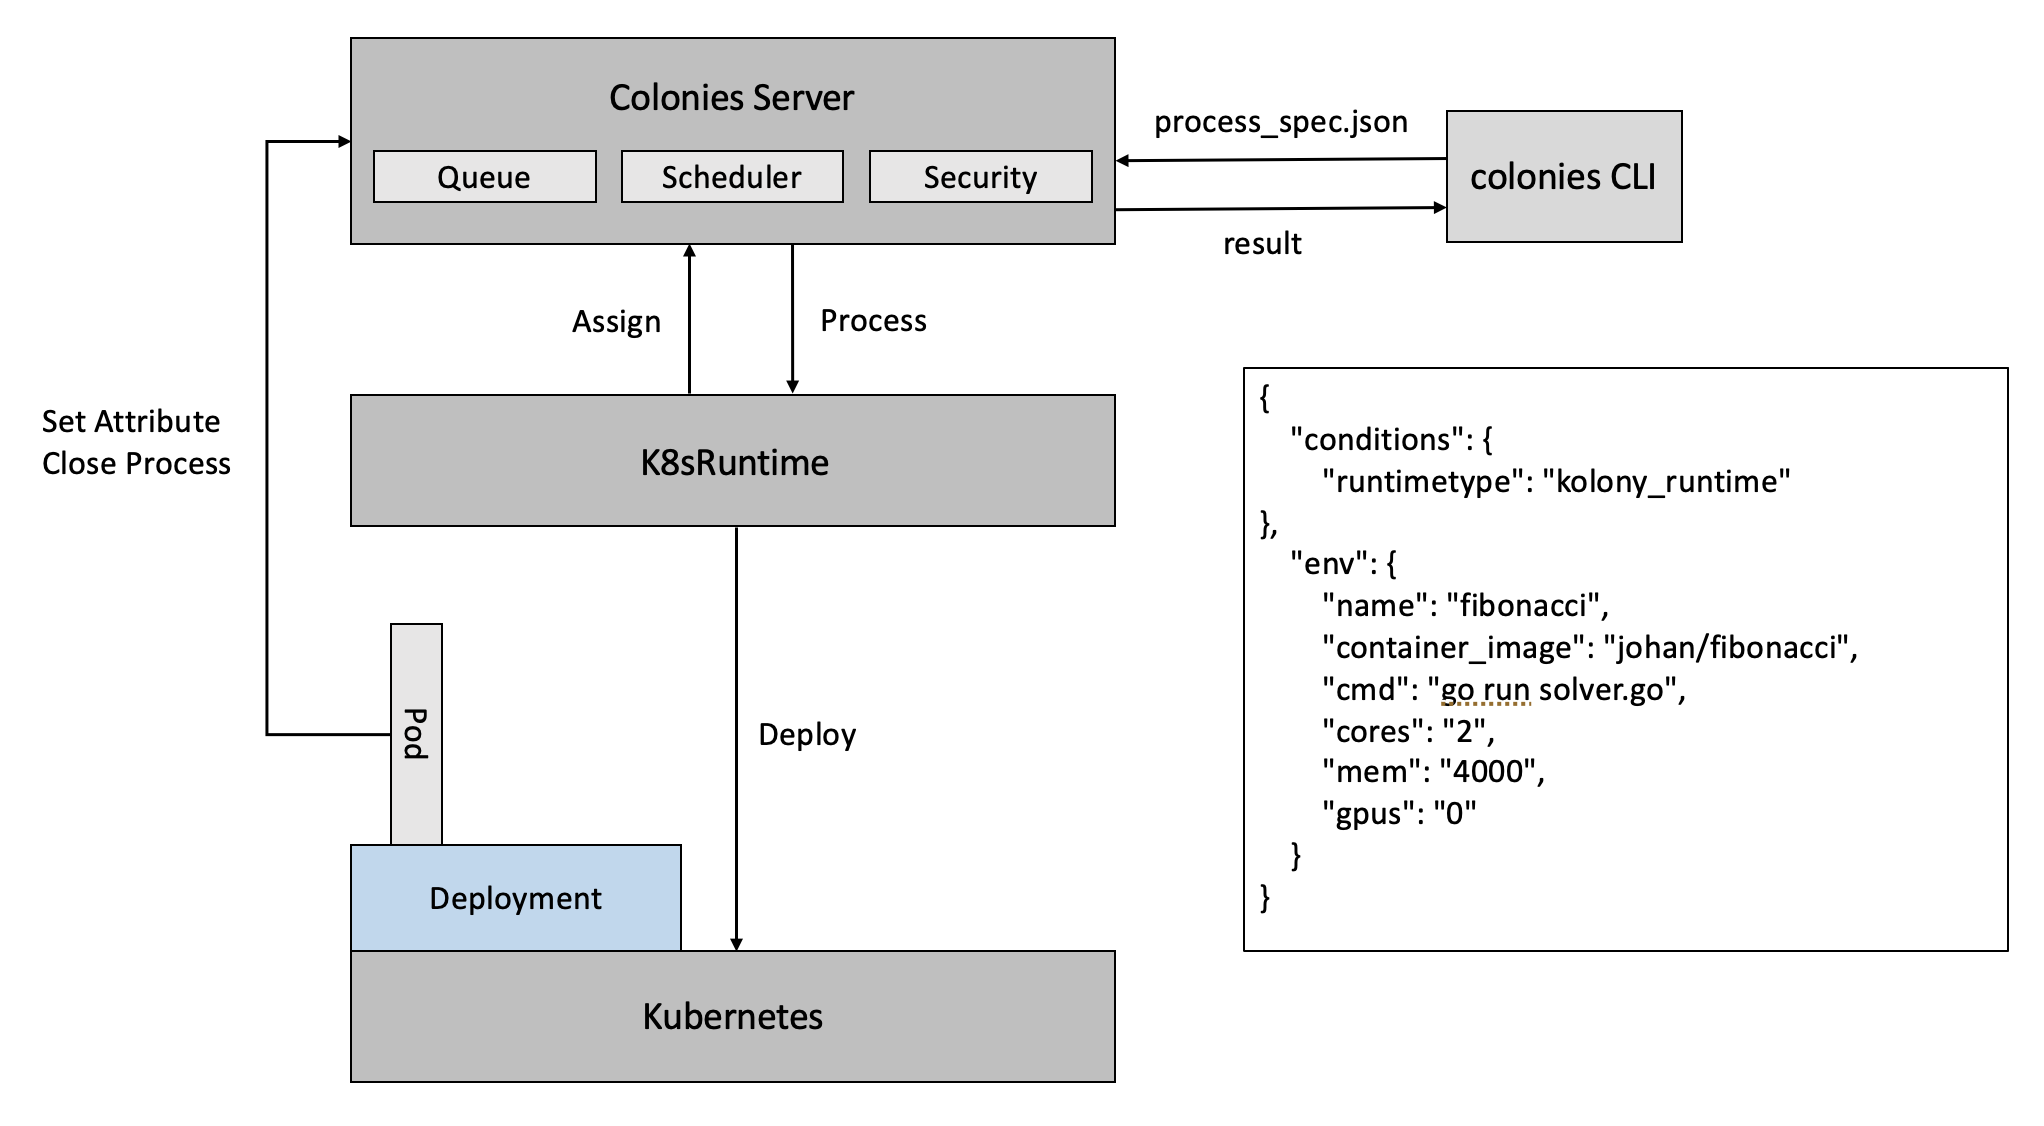 Colonies Server
Queue
Scheduler
Security
process_spec.json
colonies CLI
result
Assign
Process
Set Attribute
Close Process
K8sRuntime
Pod
Deploy
Deployment
Kubernetes
{
"conditions": {
"runtimetype": "kolony_runtime"
},
"env": {
"name": "fibonacci",
"container_image": "johan/fibonacci",
"cmd": "go run solver.go",
"cores": "2",
"mem": "4000",
"gpus": "0"
}
}